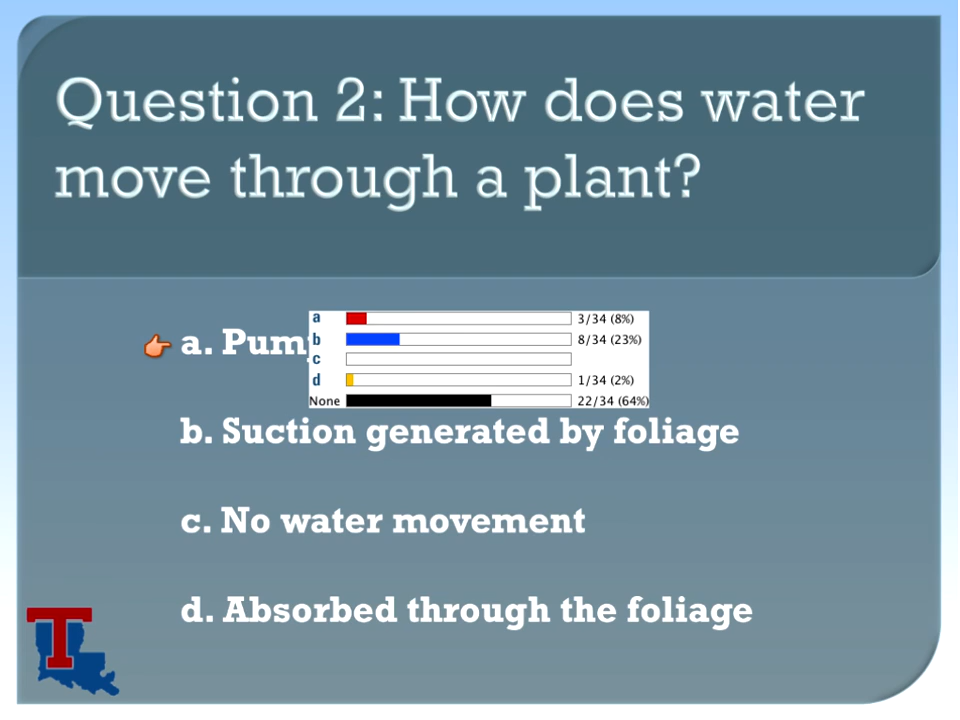 Question 2: How does water
move through a plant?
a. Pum
a 3/34 (8%)
b 8/34 (23%)
c
d 1/34 (2%)
None 22/34 (64%)
b. Suction generated by foliage
c. No water movement
d. Absorbed through the foliage
T